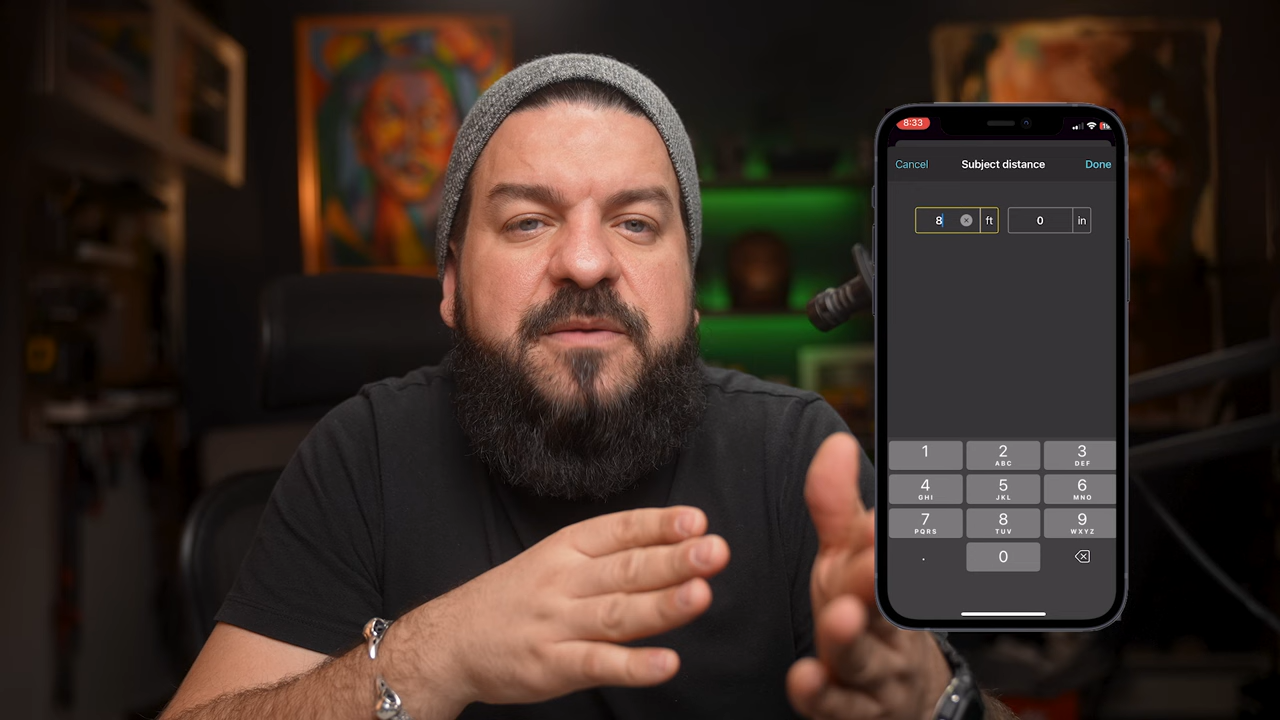 8:33
Cancel Subject distance Done
8 ft 0 in
1 2 3
ABC DEF
4 5 6
GHI JKL MNO
7 8 9
PQRS TUV WXYZ
. 0